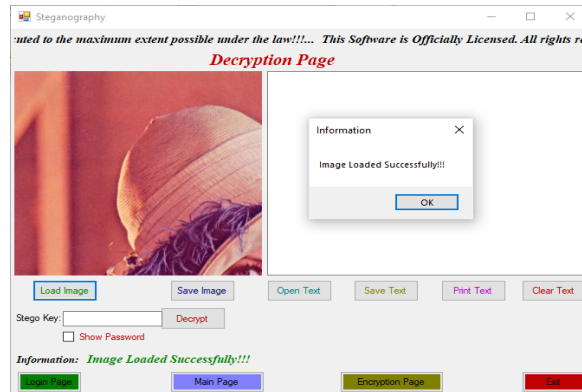 Steganography
uted to the maximum extent possible under the law!!!... This Software is Officially Licensed. All rights re
Decryption Page
Information
Image Loaded Successfully!!!
OK
Load Image Save Image Open Text Save Text Print Text Clear Text
Stego Key: Decrypt
Show Password
Information: Image Loaded Successfully!!!
Login Page Main Page Encryption Page Exit